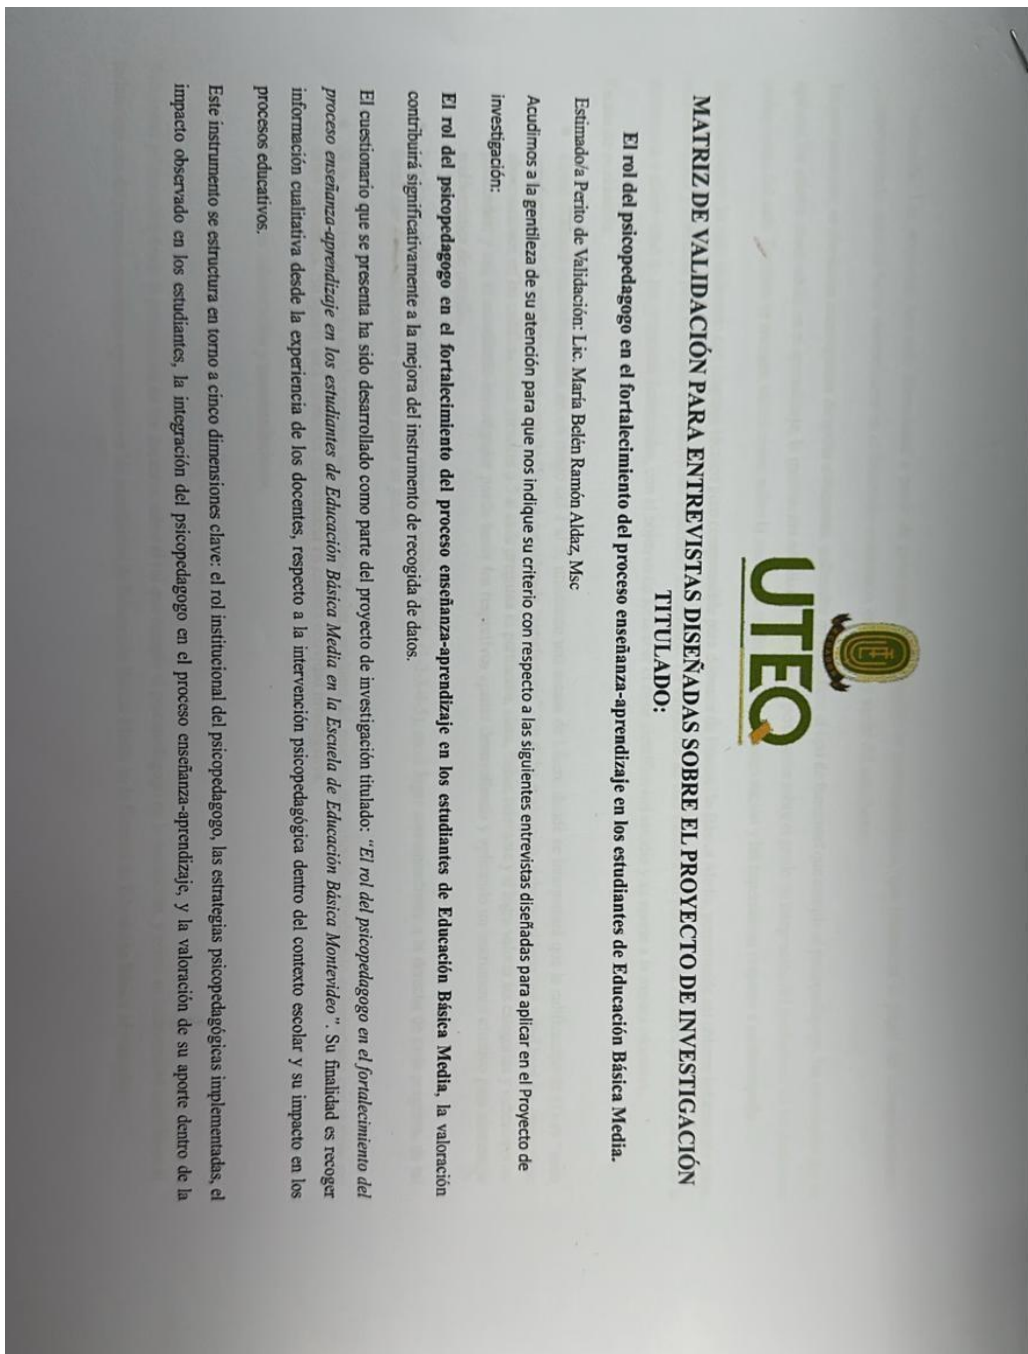 UTEQ
MATRIZ DE VALIDACIÓN PARA ENTREVISTAS DISEÑADAS SOBRE EL PROYECTO DE INVESTIGACIÓN
TITULADO:
El rol del psicopedagogo en el fortalecimiento del proceso enseñanza-aprendizaje en los estudiantes de Educación Básica Media.
Estimado/a Perito de Validación: Lic. María Belén Ramón Aldaz, Msc
Acudimos a la gentileza de su atención para que nos indique su criterio con respecto a las siguientes entrevistas diseñadas para aplicar en el Proyecto de
investigación:
El rol del psicopedagogo en el fortalecimiento del proceso enseñanza-aprendizaje en los estudiantes de Educación Básica Media, la valoración
contribuirá significativamente a la mejora del instrumento de recogida de datos.
El cuestionario que se presenta ha sido desarrollado como parte del proyecto de investigación titulado: "El rol del psicopedagogo en el fortalecimiento del
proceso enseñanza-aprendizaje en los estudiantes de Educación Básica Media en la Escuela de Educación Básica Montevideo". Su finalidad es recoger
información cualitativa desde la experiencia de los docentes, respecto a la intervención psicopedagógica dentro del contexto escolar y su impacto en los
procesos educativos.
Este instrumento se estructura en torno a cinco dimensiones clave: el rol institucional del psicopedagogo, las estrategias psicopedagógicas implementadas, el
impacto observado en los estudiantes, la integración del psicopedagogo en el proceso enseñanza-aprendizaje, y la valoración de su aporte dentro de la